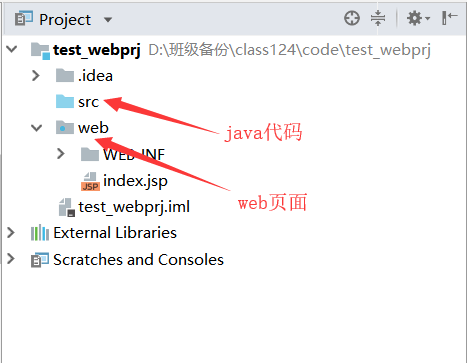 Project
test_webprj D:\班级备份\class124\code\test_webprj
.idea
src
java代码
web
WEB-INF
JSP index.jsp
web页面
test_webprj.iml
External Libraries
Scratches and Consoles